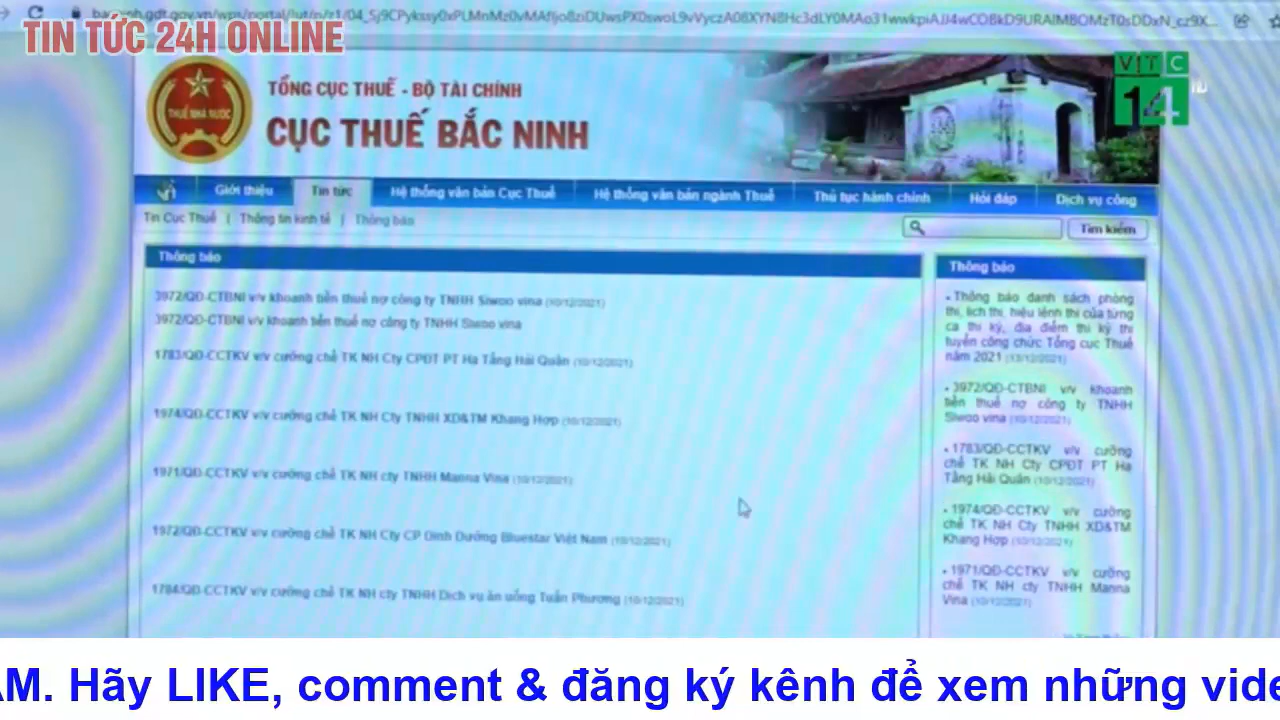 TIN TỨC 24H ONLINE
VTC
14
TỔNG CỤC THUẾ - BỘ TÀI CHÍNH
THUẾ NHÀ NƯỚC
CỤC THUẾ BẮC NINH
Giới thiệu
Tin tức
Hệ thống văn bản Cục Thuế
Hệ thống văn bản ngành Thuế
Thủ tục hành chính
Hỏi đáp
Dịch vụ công
Tin Cục Thuế | Thông tin kinh tế | Thông báo
Tìm kiếm
Thông báo
3972/QĐ-CTBNI v/v khoanh tiền thuế nợ công ty TNHH Siwoo vina (10/12/2021)
3972/QĐ-CTBNI v/v khoanh tiền thuế nợ công ty TNHH Siwoo vina
1783/QĐ-CCTKV v/v cưỡng chế TK NH Cty CPĐT PT Hạ Tầng Hải Quân (10/12/2021)
1974/QĐ-CCTKV v/v cưỡng chế TK NH Cty TNHH XD&TM Khang Hợp (10/12/2021)
1971/QĐ-CCTKV v/v cưỡng chế TK NH cty TNHH Manna Vina (10/12/2021)
1972/QĐ-CCTKV v/v cưỡng chế TK NH Cty CP Dinh Dưỡng Bluestar Việt Nam (10/12/2021)
1784/QĐ-CCTKV v/v cưỡng chế TK NH cty TNHH Dịch vụ ăn uống Tuấn Phương (10/12/2021)
Thông báo
Thông báo danh sách phòng
thi, lịch thi, hiệu lệnh thi của từng
ca thi kỳ, địa điểm thi kỳ thi
tuyển công chức Tổng cục Thuế
năm 2021 (13/12/2021)
3972/QĐ-CTBNI v/v khoanh
tiền thuế nợ công ty TNHH
Siwoo vina (10/12/2021)
1783/QĐ-CCTKV v/v cưỡng
chế TK NH Cty CPĐT PT Hạ
Tầng Hải Quân (10/12/2021)
1974/QĐ-CCTKV v/v cưỡng
chế TK NH Cty TNHH XD&TM
Khang Hợp (10/12/2021)
1971/QĐ-CCTKV v/v cưỡng
chế TK NH cty TNHH Manna
Vina (10/12/2021)
AM. Hãy LIKE, comment & đăng ký kênh để xem những vide